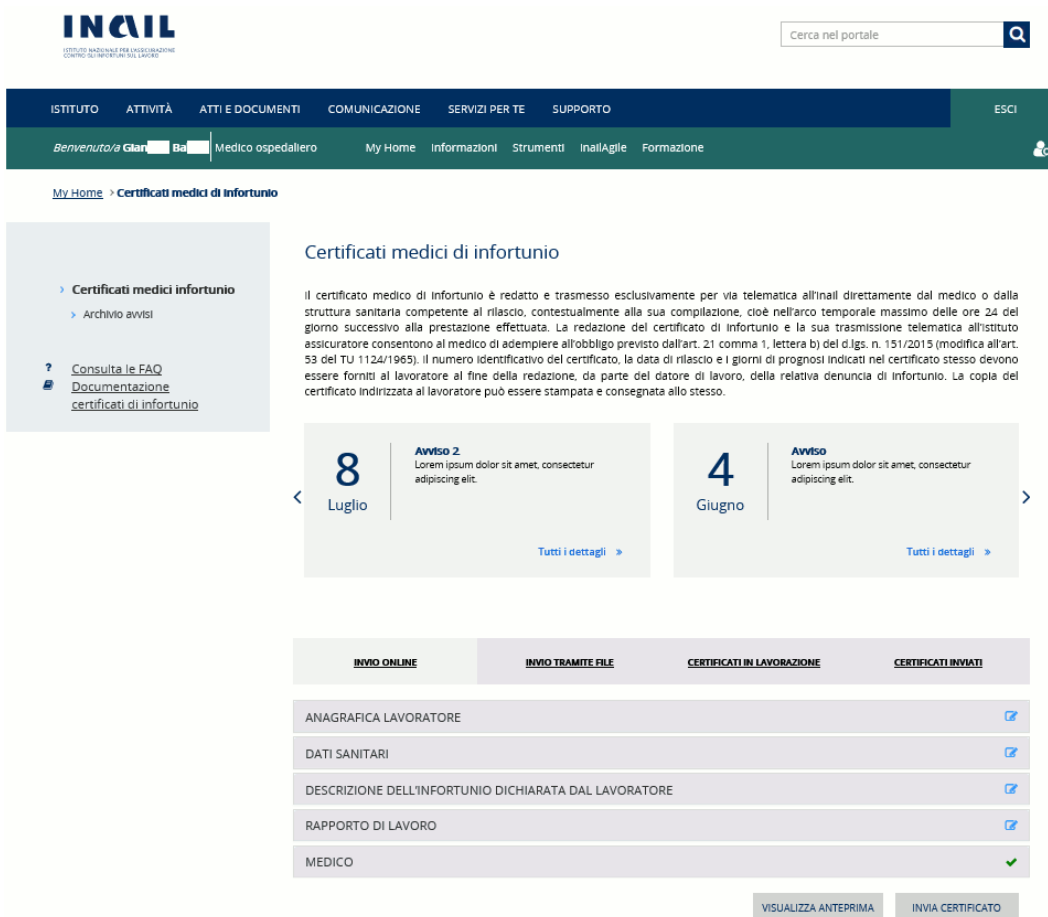 INAIL
ISTITUTO NAZIONALE PER L'ASSICURAZIONE
CONTRO GLI INFORTUNI SUL LAVORO
Cerca nel portale
ISTITUTO ATTIVITÀ ATTI E DOCUMENTI COMUNICAZIONE SERVIZI PER TE SUPPORTO ESCI
Benvenuto/a Gian Ba Medico ospedaliero My Home Informazioni Strumenti InailAgile Formazione
My Home > Certificati medici di infortunio
Certificati medici infortunio
Archivio avvisi
? Consulta le FAQ
Documentazione
certificati di infortunio
Certificati medici di infortunio
Il certificato medico di infortunio è redatto e trasmesso esclusivamente per via telematica all'Inail direttamente dal medico o dalla
struttura sanitaria competente al rilascio, contestualmente alla sua compilazione, cioè nell'arco temporale massimo delle ore 24 del
giorno successivo alla prestazione effettuata. La redazione del certificato di infortunio e la sua trasmissione telematica all'Istituto
assicuratore consentono al medico di adempiere all'obbligo previsto dall'art. 21 comma 1, lettera b) del d.lgs. n. 151/2015 (modifica all'art.
53 del TU 1124/1965). Il numero identificativo del certificato, la data di rilascio e i giorni di prognosi indicati nel certificato stesso devono
essere forniti al lavoratore al fine della redazione, da parte del datore di lavoro, della relativa denuncia di infortunio. La copia del
certificato indirizzata al lavoratore può essere stampata e consegnata allo stesso.
8
Luglio
Avviso 2
Lorem ipsum dolor sit amet, consectetur
adipiscing elit.
Tutti i dettagli »
4
Giugno
Avviso
Lorem ipsum dolor sit amet, consectetur
adipiscing elit.
Tutti i dettagli »
INVIO ONLINE INVIO TRAMITE FILE CERTIFICATI IN LAVORAZIONE CERTIFICATI INVIATI
ANAGRAFICA LAVORATORE
DATI SANITARI
DESCRIZIONE DELL'INFORTUNIO DICHIARATA DAL LAVORATORE
RAPPORTO DI LAVORO
MEDICO
VISUALIZZA ANTEPRIMA INVIA CERTIFICATO